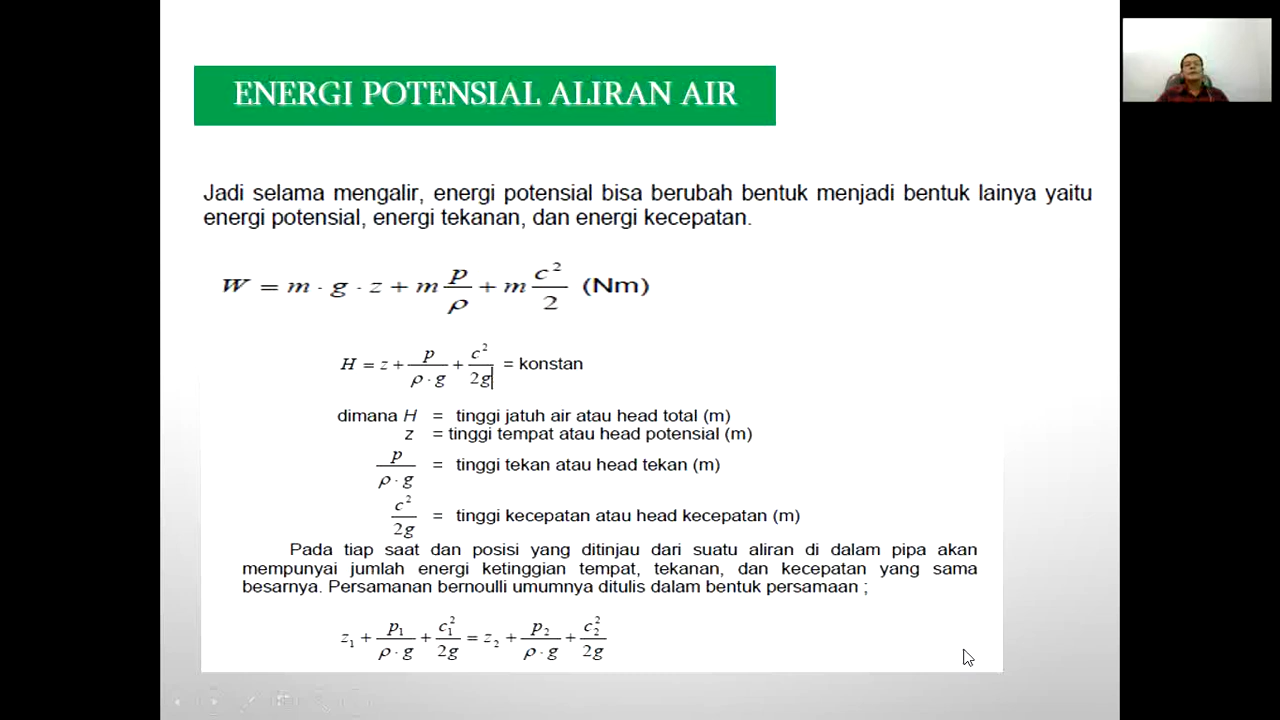 ENERGI POTENSIAL ALIRAN AIR
Jadi selama mengalir, energi potensial bisa berubah bentuk menjadi bentuk lainya yaitu
energi potensial, energi tekanan, dan energi kecepatan.
W = m · g · z + m p/ρ + m c²/2 (Nm)
H = z + p/(ρ · g) + c²/2g = konstan
dimana H = tinggi jatuh air atau head total (m)
z = tinggi tempat atau head potensial (m)
p/(ρ · g) = tinggi tekan atau head tekan (m)
c²/2g = tinggi kecepatan atau head kecepatan (m)
Pada tiap saat dan posisi yang ditinjau dari suatu aliran di dalam pipa akan
mempunyai jumlah energi ketinggian tempat, tekanan, dan kecepatan yang sama
besarnya. Persamanan bernoulli umumnya ditulis dalam bentuk persamaan ;
z₁ + p₁/(ρ · g) + c₁²/2g = z₂ + p₂/(ρ · g) + c₂²/2g